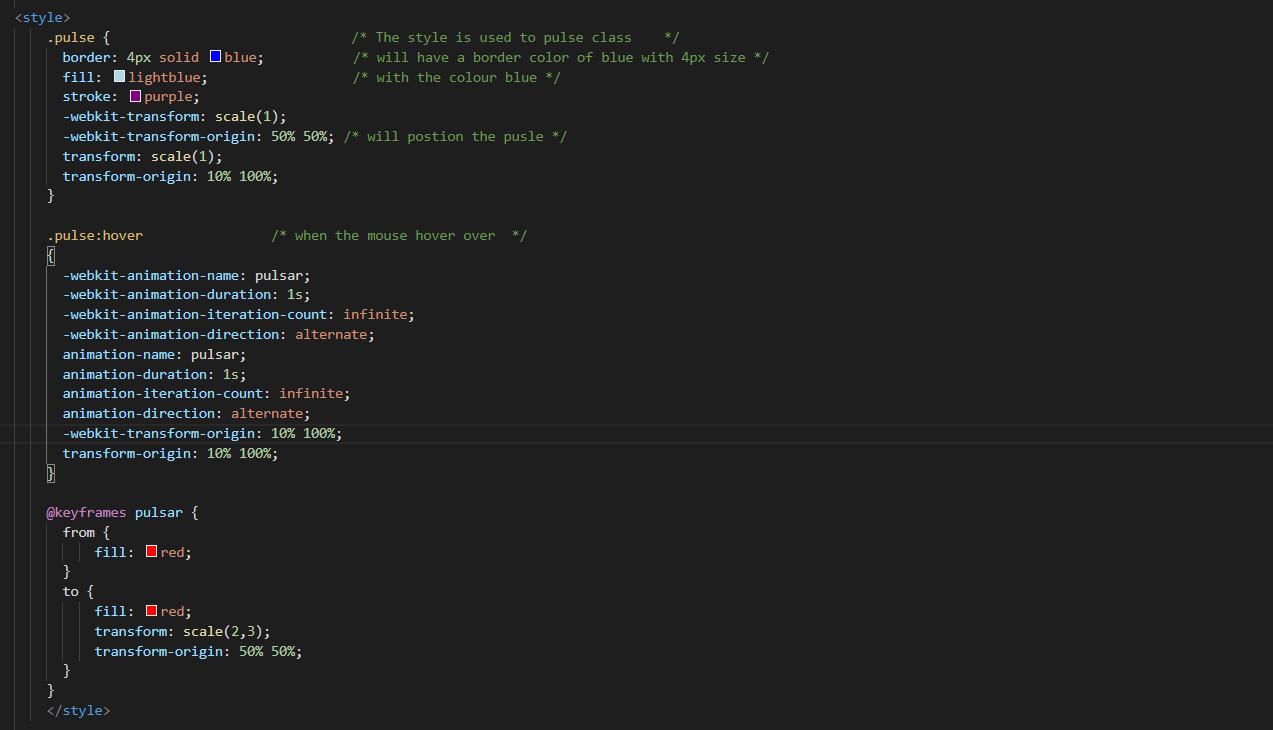 <style>
.pulse { /* The style is used to pulse class */
border: 4px solid blue; /* will have a border color of blue with 4px size */
fill: lightblue; /* with the colour blue */
stroke: purple;
-webkit-transform: scale(1);
-webkit-transform-origin: 50% 50%; /* will postion the pusle */
transform: scale(1);
transform-origin: 10% 100%;
}
.pulse:hover /* when the mouse hover over */
{
-webkit-animation-name: pulsar;
-webkit-animation-duration: 1s;
-webkit-animation-iteration-count: infinite;
-webkit-animation-direction: alternate;
animation-name: pulsar;
animation-duration: 1s;
animation-iteration-count: infinite;
animation-direction: alternate;
-webkit-transform-origin: 10% 100%;
transform-origin: 10% 100%;
}
@keyframes pulsar {
from {
fill: red;
}
to {
fill: red;
transform: scale(2,3);
transform-origin: 50% 50%;
}
}
</style>